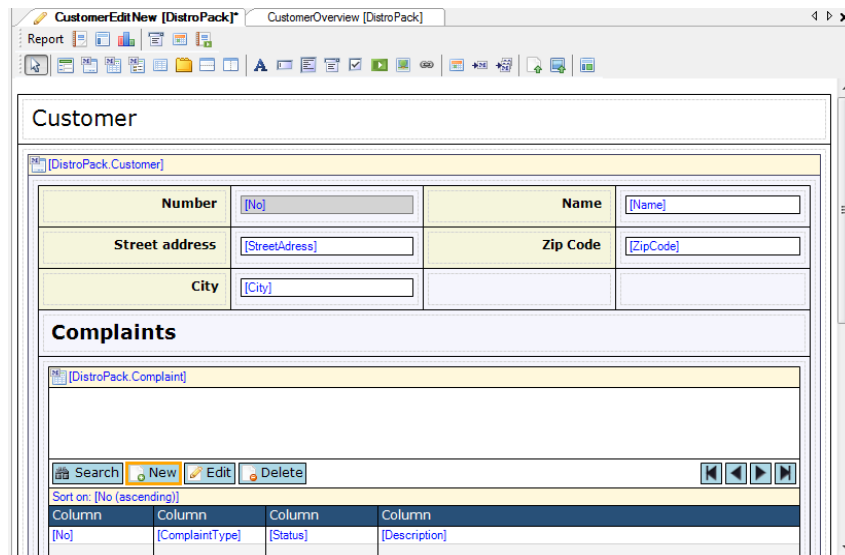 CustomerEditNew [DistroPack]* CustomerOverview [DistroPack]
Report
A
Customer
[DistroPack.Customer]
Number [No] Name [Name]
Street address [StreetAdress] Zip Code [ZipCode]
City [City]
Complaints
[DistroPack.Complaint]
Search New Edit Delete
Sort on: [No (ascending)]
Column Column Column Column
[No] [ComplaintType] [Status] [Description]